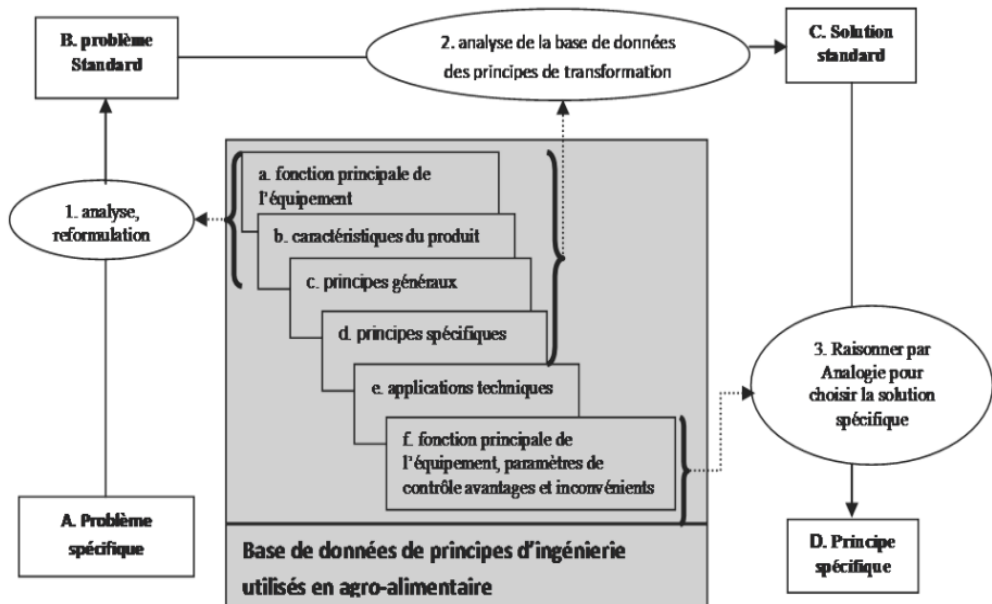 B. problème
Standard
2. analyse de la base de données
des principes de transformation
C. Solution
standard
a. fonction principale de
l'équipement
1. analyse,
reformulation
b. caractéristiques du produit
c. principes généraux
d. principes spécifiques
3. Raisonner par
Analogie pour
choisir la solution
spécifique
e. applications techniques
f. fonction principale de
l'équipement, paramètres de
contrôle avantages et inconvénients
A. Problème
spécifique
D. Principe
spécifique
Base de données de principes d'ingénierie
utilisés en agro-alimentaire